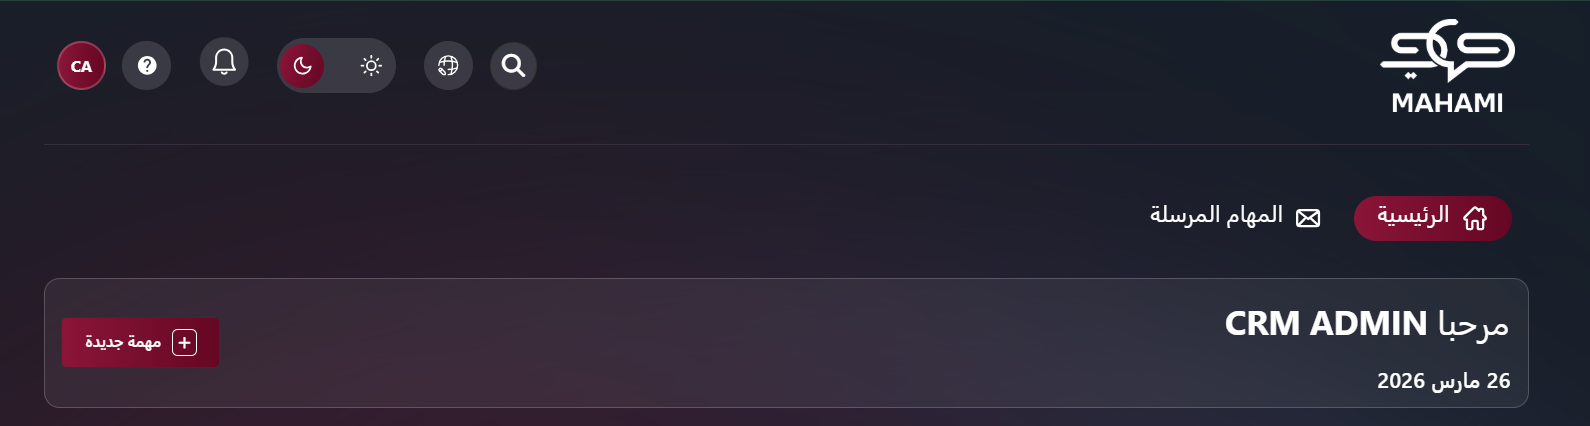 MAHAMI
CA
الرئيسية
المهام المرسلة
مرحبا CRM ADMIN
26 مارس 2026
مهمة جديدة